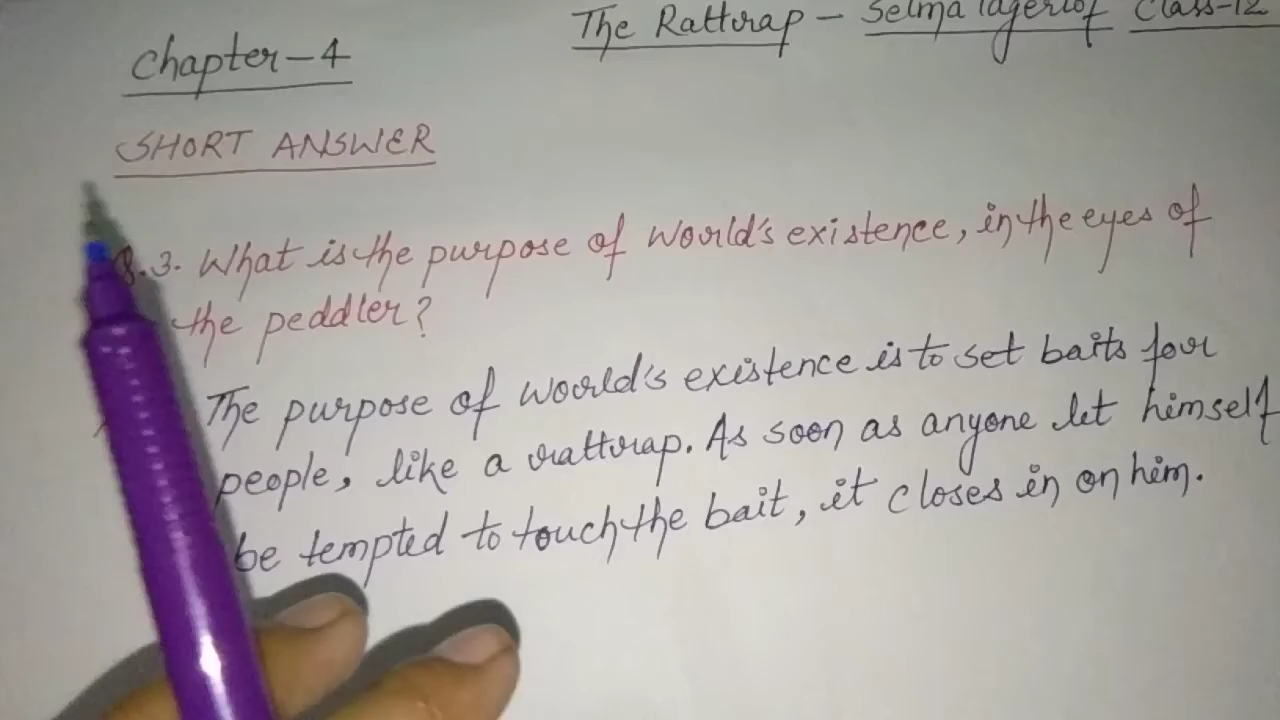 The Rattrap - Selma lagerlof Class-12
Chapter-4
SHORT ANSWER
Q.3. What is the purpose of world's existence, in the eyes of
the peddler?
The purpose of world's existence is to set baits for
people, like a rattrap. As soon as anyone let himself
be tempted to touch the bait, it closes in on him.